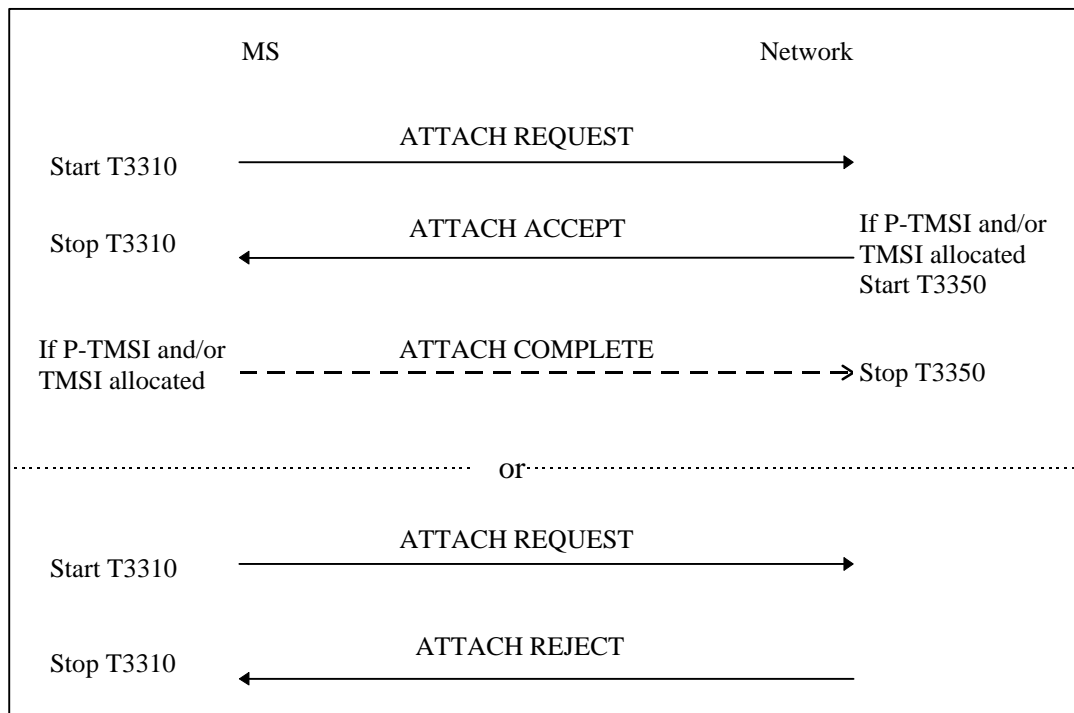 MS
Network
ATTACH REQUEST
Start T3310
ATTACH ACCEPT
Stop T3310
If P-TMSI and/or
TMSI allocated
Start T3350
If P-TMSI and/or
TMSI allocated
ATTACH COMPLETE
Stop T3350
or
ATTACH REQUEST
Start T3310
ATTACH REJECT
Stop T3310